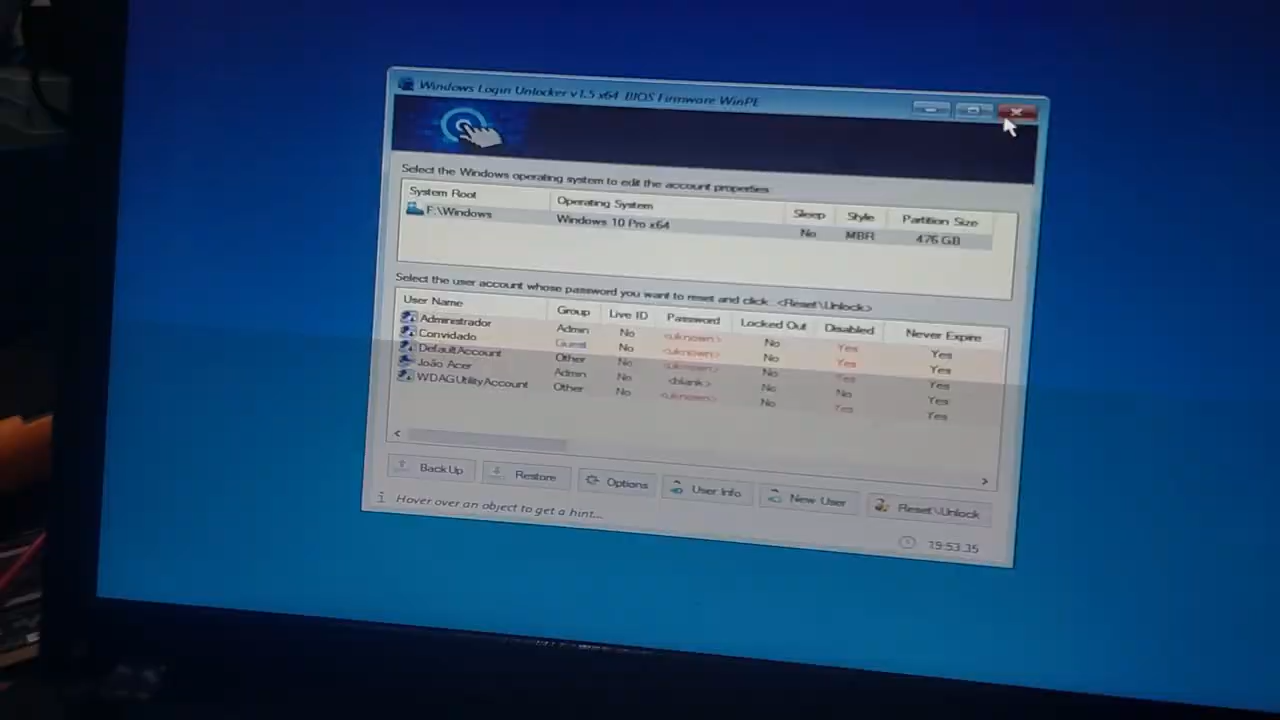 Windows Login Unlocker v1.5 x64 BIOS Firmware WinPE
Select the Windows operating system to edit the account properties
System Root Operating System Sleep Style Partition Size
F:\Windows Windows 10 Pro x64 No MBR 476 GB
Select the user account whose password you want to reset and click <Reset\Unlock>
User Name Group Live ID Password Locked Out Disabled Never Expire
Administrador Admin No <uknown> No Yes Yes
Convidado Guest No <uknown> No Yes Yes
DefaultAccount Other No <uknown> No Yes Yes
João Acer Admin No <blank> No No Yes
WDAGUtilityAccount Other No <uknown> No Yes Yes
Back Up Restore Options User Info New User Reset\Unlock
Hover over an object to get a hint...
19:53:35